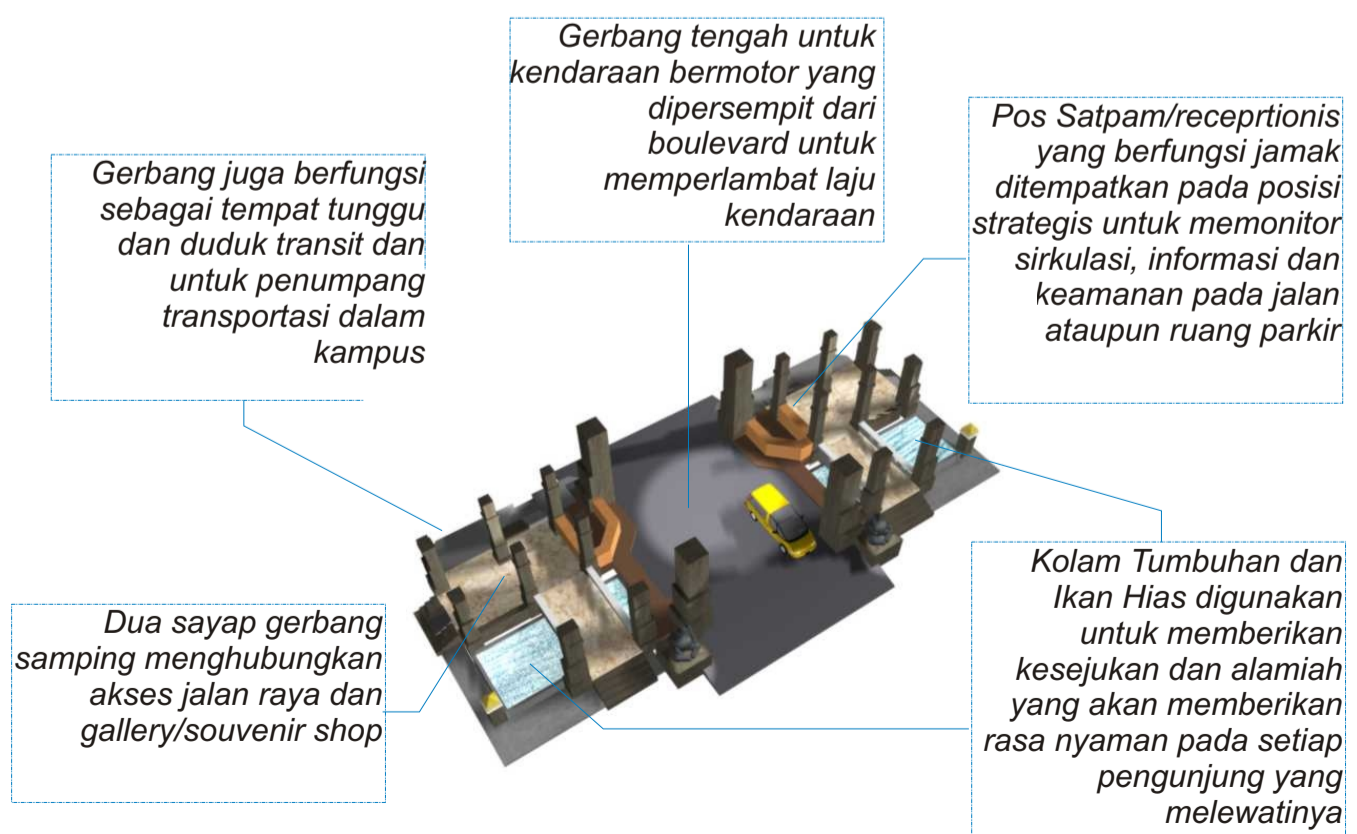 Gerbang tengah untuk
kendaraan bermotor yang
dipersempit dari
boulevard untuk
memperlambat laju
kendaraan
Pos Satpam/receprtionis
yang berfungsi jamak
ditempatkan pada posisi
strategis untuk memonitor
sirkulasi, informasi dan
keamanan pada jalan
ataupun ruang parkir
Gerbang juga berfungsi
sebagai tempat tunggu
dan duduk transit dan
untuk penumpang
transportasi dalam
kampus
Dua sayap gerbang
samping menghubungkan
akses jalan raya dan
gallery/souvenir shop
Kolam Tumbuhan dan
Ikan Hias digunakan
untuk memberikan
kesejukan dan alamiah
yang akan memberikan
rasa nyaman pada setiap
pengunjung yang
melewatinya